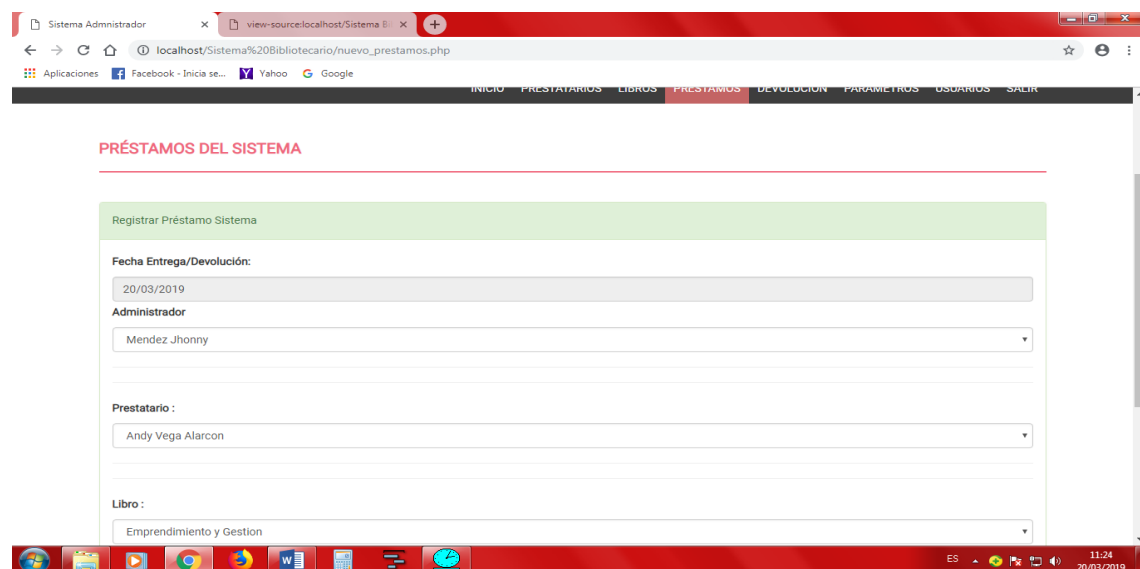 Sistema Admnistrador
view-source:localhost/Sistema Bi
localhost/Sistema%20Bibliotecario/nuevo_prestamos.php
Aplicaciones Facebook - Inicia se... Yahoo Google
INICIO PRESTATARIOS LIBROS PRÉSTAMOS DEVOLUCIÓN PARAMETROS USUARIOS SALIR
PRÉSTAMOS DEL SISTEMA
Registrar Préstamo Sistema
Fecha Entrega/Devolución:
20/03/2019
Administrador
Mendez Jhonny
Prestatario :
Andy Vega Alarcon
Libro :
Emprendimiento y Gestion
ES 11:24
20/03/2019